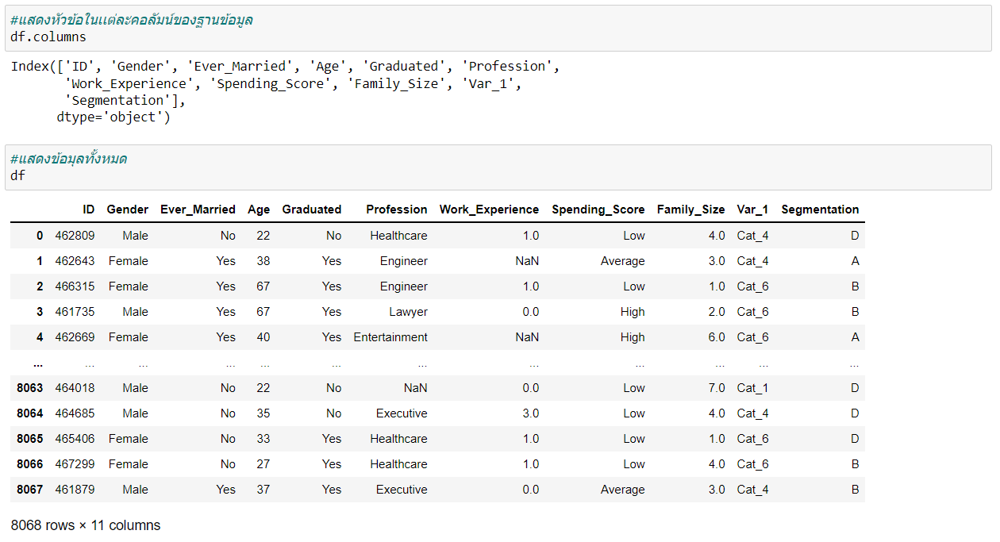 #แสดงหัวข้อในแต่ละคอลัมน์ของฐานข้อมูล
df.columns
Index(['ID', 'Gender', 'Ever_Married', 'Age', 'Graduated', 'Profession',
'Work_Experience', 'Spending_Score', 'Family_Size', 'Var_1',
'Segmentation'],
dtype='object')
#แสดงข้อมุลทั้งหมด
df
ID Gender Ever_Married Age Graduated Profession Work_Experience Spending_Score Family_Size Var_1 Segmentation
0 462809 Male No 22 No Healthcare 1.0 Low 4.0 Cat_4 D
1 462643 Female Yes 38 Yes Engineer NaN Average 3.0 Cat_4 A
2 466315 Female Yes 67 Yes Engineer 1.0 Low 1.0 Cat_6 B
3 461735 Male Yes 67 Yes Lawyer 0.0 High 2.0 Cat_6 B
4 462669 Female Yes 40 Yes Entertainment NaN High 6.0 Cat_6 A
... ... ... ... ... ... ... ... ... ... ... ...
8063 464018 Male No 22 No NaN 0.0 Low 7.0 Cat_1 D
8064 464685 Male No 35 No Executive 3.0 Low 4.0 Cat_4 D
8065 465406 Female No 33 Yes Healthcare 1.0 Low 1.0 Cat_6 D
8066 467299 Female No 27 Yes Healthcare 1.0 Low 4.0 Cat_6 B
8067 461879 Male Yes 37 Yes Executive 0.0 Average 3.0 Cat_4 B
8068 rows × 11 columns